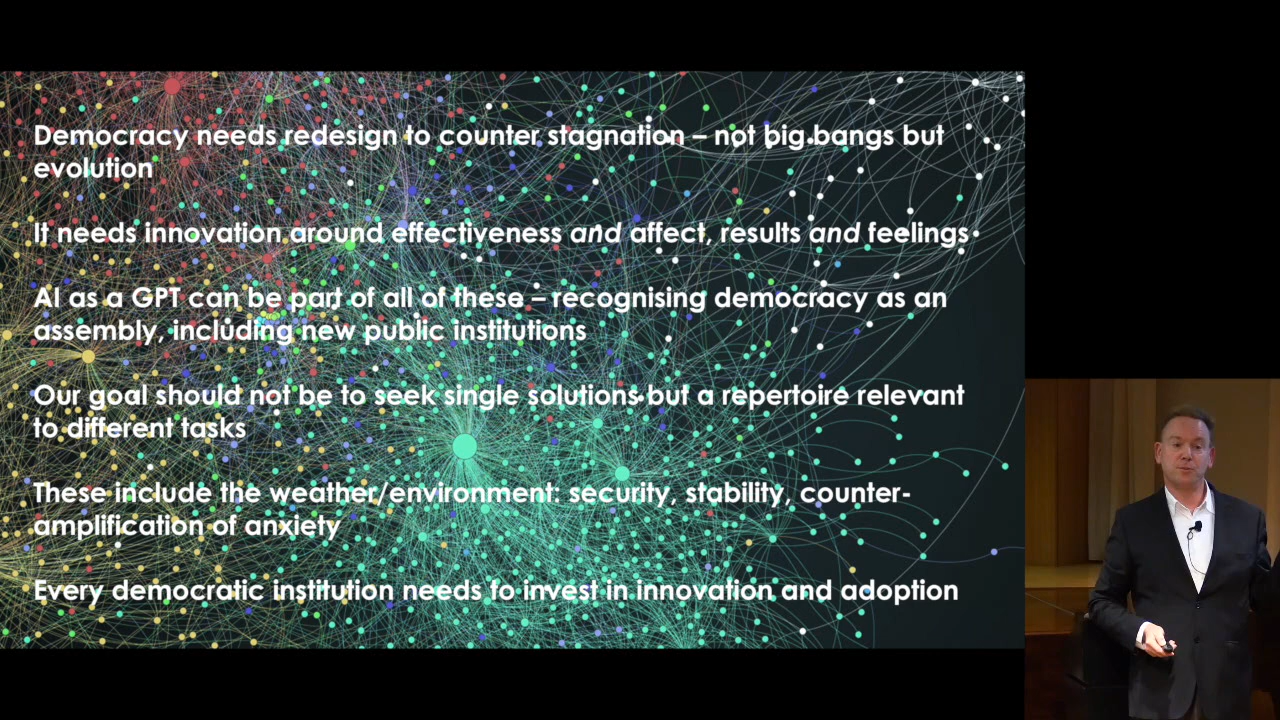 Democracy needs redesign to counter stagnation – not big bangs but
evolution
It needs innovation around effectiveness and affect, results and feelings
AI as a GPT can be part of all of these – recognising democracy as an
assembly, including new public institutions
Our goal should not be to seek single solutions but a repertoire relevant
to different tasks
These include the weather/environment: security, stability, counter-
amplification of anxiety
Every democratic institution needs to invest in innovation and adoption